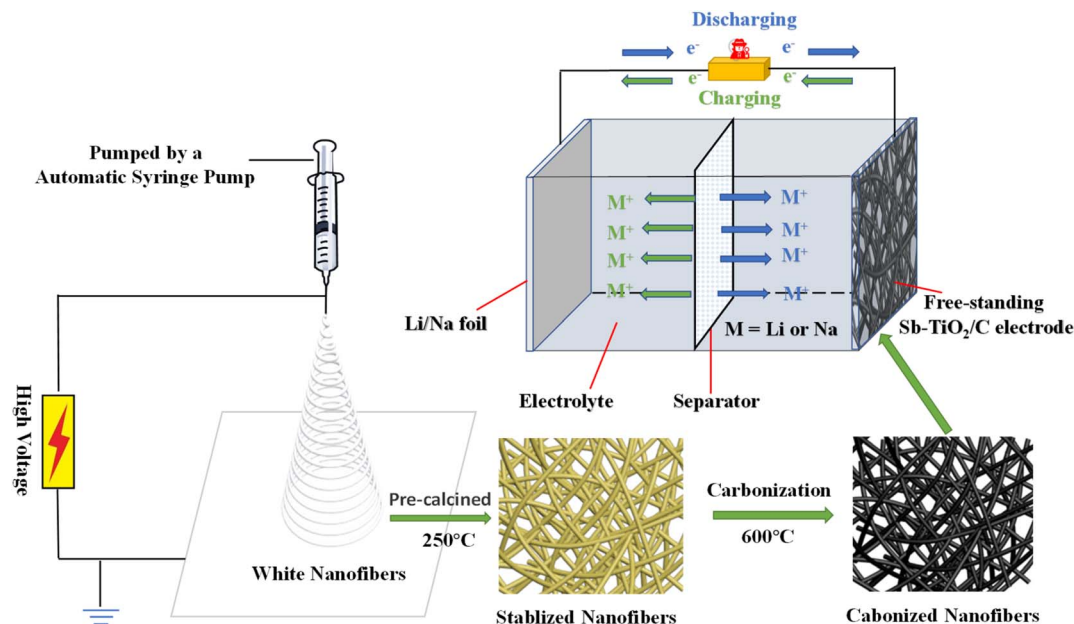 Discharging
e-
e-
e-
e-
Charging
Pumped by a
Automatic Syringe Pump
M+
M+
M+
M+
M+
M+
M+
M+
Li/Na foil
M = Li or Na
Free-standing
Sb-TiO2/C electrode
Electrolyte
Separator
High Voltage
Pre-calcined
250°C
Carbonization
600°C
White Nanofibers
Stablized Nanofibers
Cabonized Nanofibers